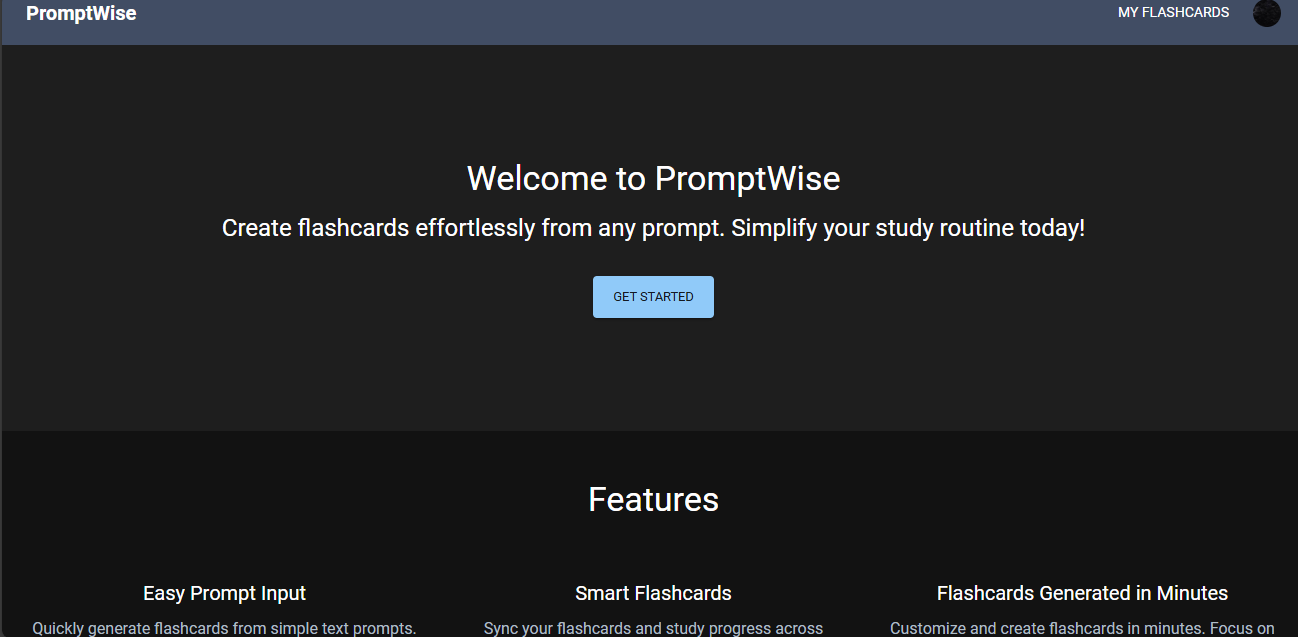 PromptWise
MY FLASHCARDS
Welcome to PromptWise
Create flashcards effortlessly from any prompt. Simplify your study routine today!
GET STARTED
Features
Easy Prompt Input
Smart Flashcards
Flashcards Generated in Minutes
Quickly generate flashcards from simple text prompts.
Sync your flashcards and study progress across
Customize and create flashcards in minutes. Focus on